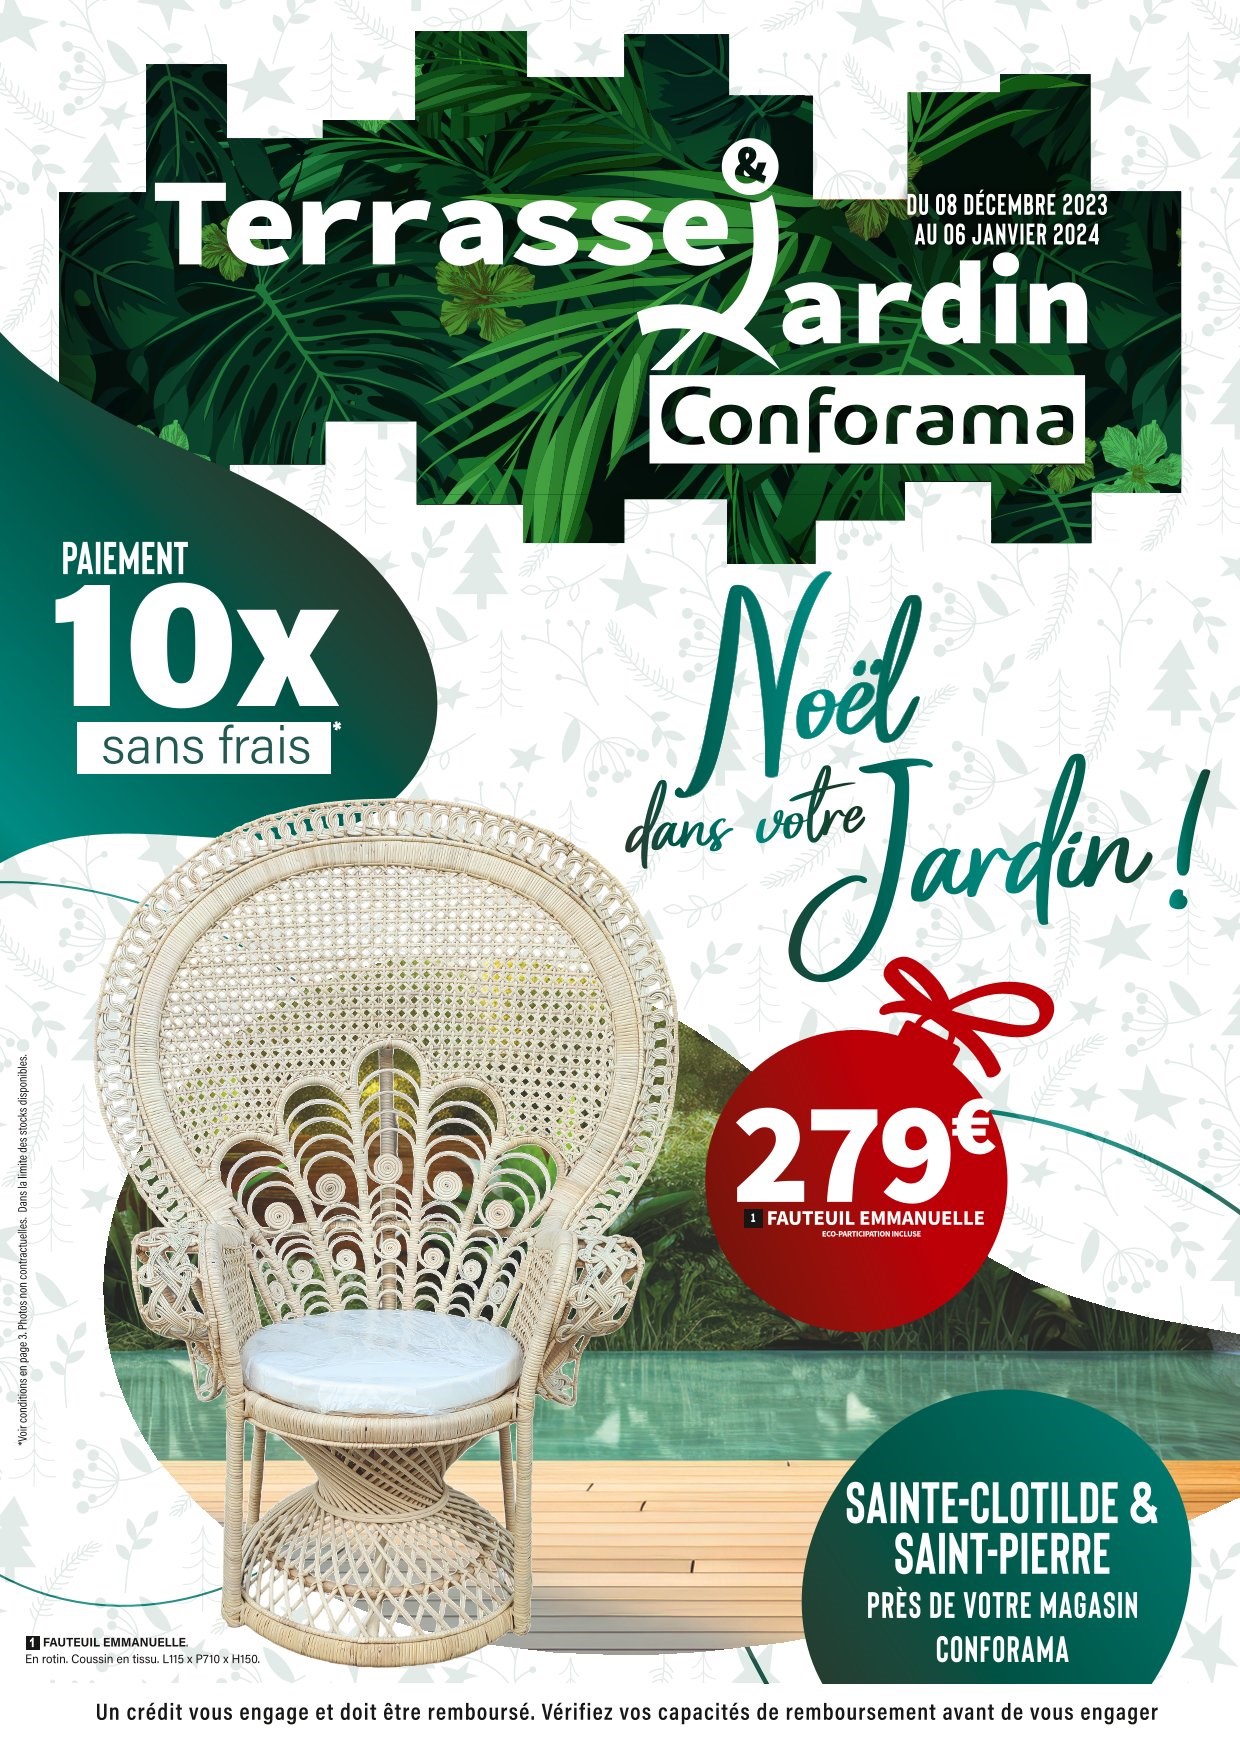 Terrasse &
Jardin
DU 08 DÉCEMBRE 2023
AU 06 JANVIER 2024
Conforama
PAIEMENT
10x
sans frais*
Noël
dans votre
Jardin !
279€
1 FAUTEUIL EMMANUELLE
ECO-PARTICIPATION INCLUSE
*Voir conditions en page 3. Photos non contractuelles. Dans la limite des stocks disponibles.
SAINTE-CLOTILDE &
SAINT-PIERRE
PRÈS DE VOTRE MAGASIN
CONFORAMA
1 FAUTEUIL EMMANUELLE.
En rotin. Coussin en tissu. L115 x P710 x H150.
Un crédit vous engage et doit être remboursé. Vérifiez vos capacités de remboursement avant de vous engager